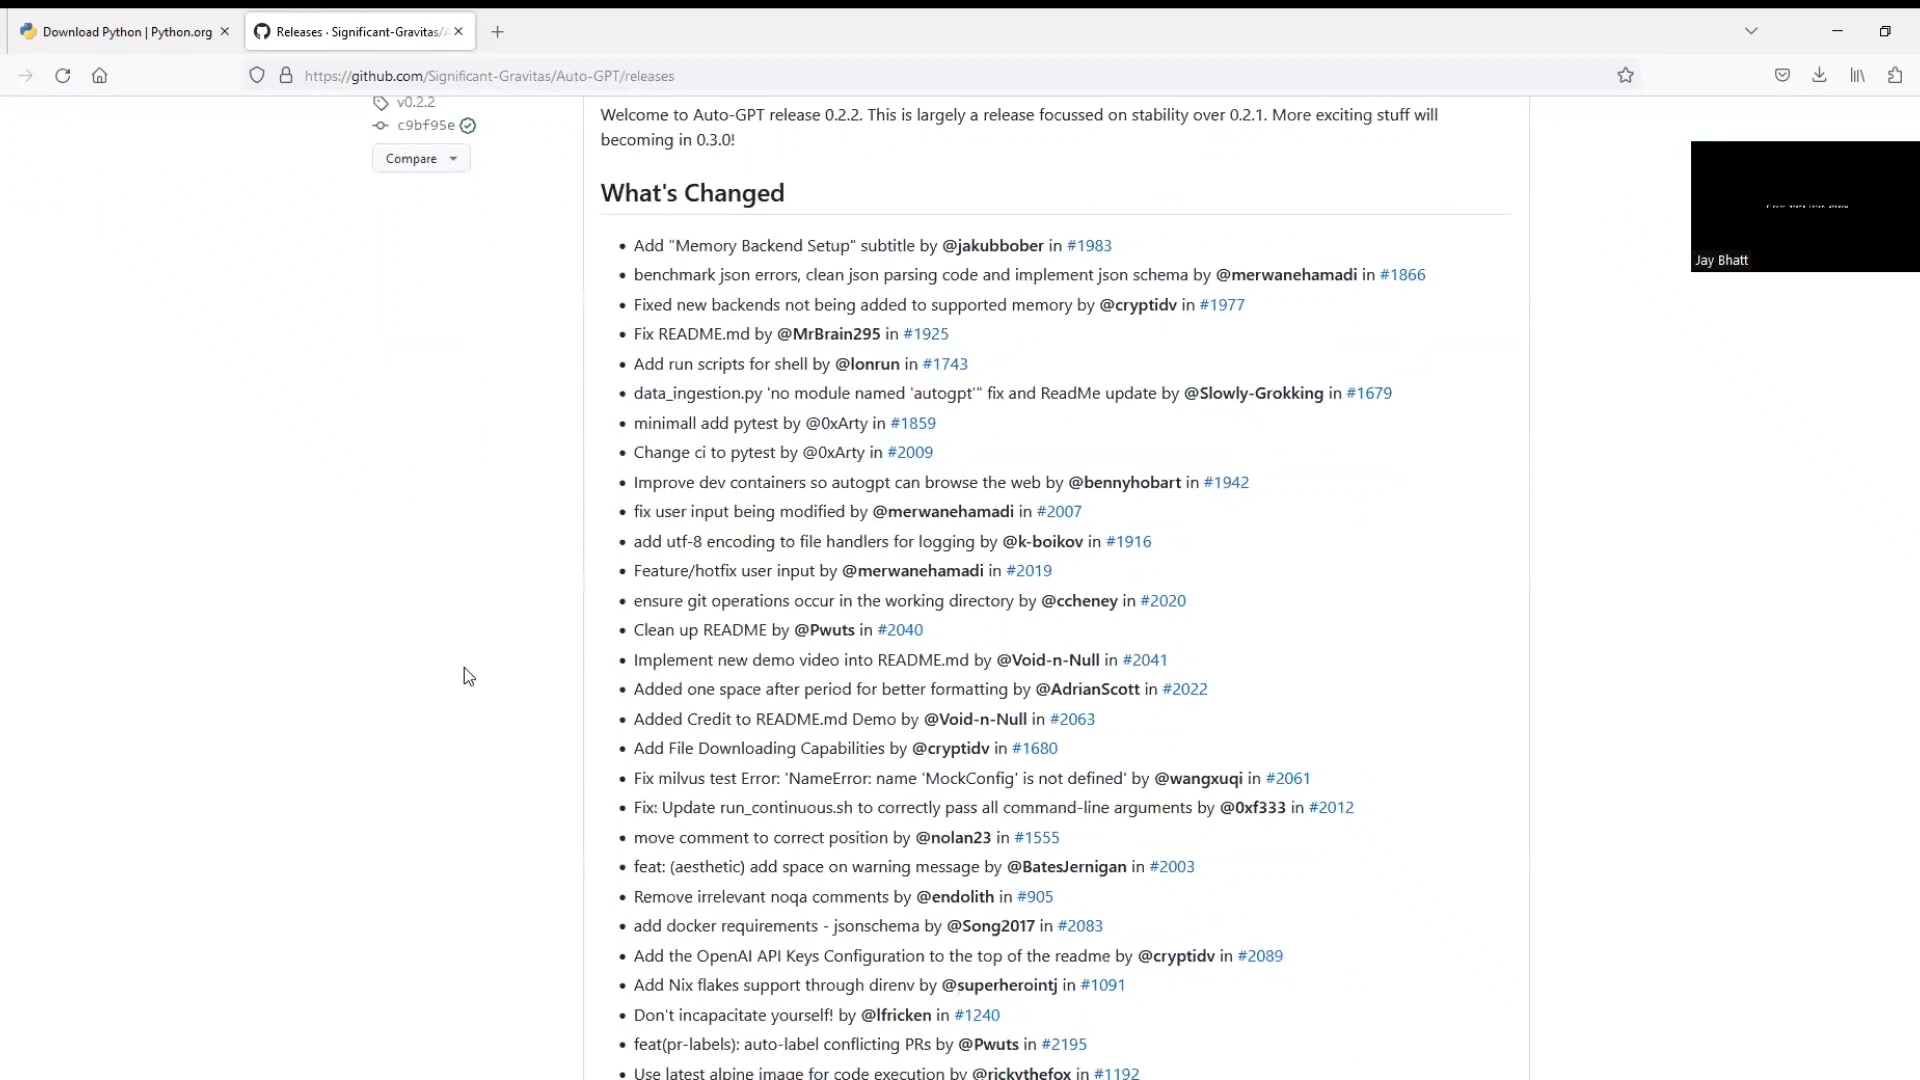 Download Python | Python.org
Releases · Significant-Gravitas/A
https://github.com/Significant-Gravitas/Auto-GPT/releases
v0.2.2
c9bf95e
Compare
Welcome to Auto-GPT release 0.2.2. This is largely a release focussed on stability over 0.2.1. More exciting stuff will
becoming in 0.3.0!
What's Changed
Add "Memory Backend Setup" subtitle by @jakubbober in #1983
benchmark json errors, clean json parsing code and implement json schema by @merwanehamadi in #1866
Fixed new backends not being added to supported memory by @cryptidv in #1977
Fix README.md by @MrBrain295 in #1925
Add run scripts for shell by @lonrun in #1743
data_ingestion.py 'no module named 'autogpt'" fix and ReadMe update by @Slowly-Grokking in #1679
minimall add pytest by @0xArty in #1859
Change ci to pytest by @0xArty in #2009
Improve dev containers so autogpt can browse the web by @bennyhobart in #1942
fix user input being modified by @merwanehamadi in #2007
add utf-8 encoding to file handlers for logging by @k-boikov in #1916
Feature/hotfix user input by @merwanehamadi in #2019
ensure git operations occur in the working directory by @ccheney in #2020
Clean up README by @Pwuts in #2040
Implement new demo video into README.md by @Void-n-Null in #2041
Added one space after period for better formatting by @AdrianScott in #2022
Added Credit to README.md Demo by @Void-n-Null in #2063
Add File Downloading Capabilities by @cryptidv in #1680
Fix milvus test Error: 'NameError: name 'MockConfig' is not defined' by @wangxuqi in #2061
Fix: Update run_continuous.sh to correctly pass all command-line arguments by @0xf333 in #2012
move comment to correct position by @nolan23 in #1555
feat: (aesthetic) add space on warning message by @BatesJernigan in #2003
Remove irrelevant noqa comments by @endolith in #905
add docker requirements - jsonschema by @Song2017 in #2083
Add the OpenAI API Keys Configuration to the top of the readme by @cryptidv in #2089
Add Nix flakes support through direnv by @superherointj in #1091
Don't incapacitate yourself! by @lfricken in #1240
feat(pr-labels): auto-label conflicting PRs by @Pwuts in #2195
Use latest alpine image for code execution by @rickythefox in #1192
Jay Bhatt